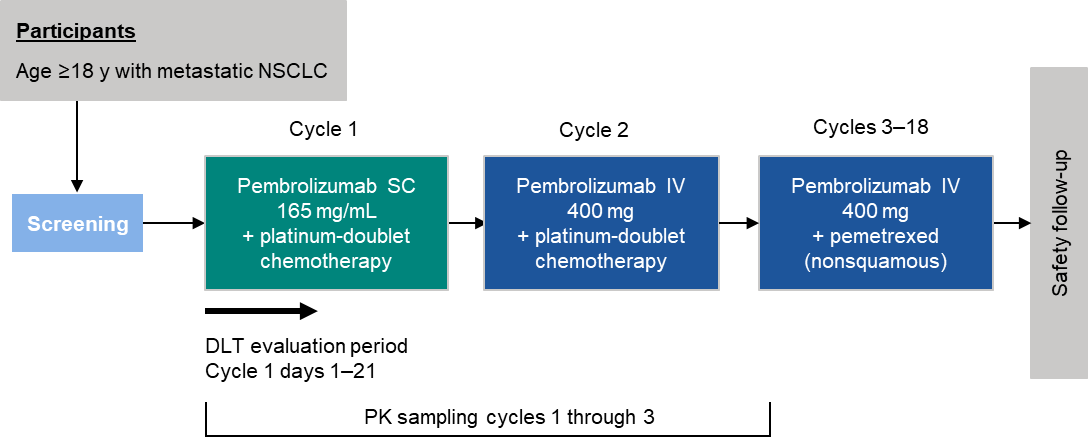 Participants
Age ≥18 y with metastatic NSCLC
Screening
Cycle 1
Pembrolizumab SC
165 mg/mL
+ platinum-doublet
chemotherapy
Cycle 2
Pembrolizumab IV
400 mg
+ platinum-doublet
chemotherapy
Cycles 3–18
Pembrolizumab IV
400 mg
+ pemetrexed
(nonsquamous)
Safety follow-up
DLT evaluation period
Cycle 1 days 1–21
PK sampling cycles 1 through 3